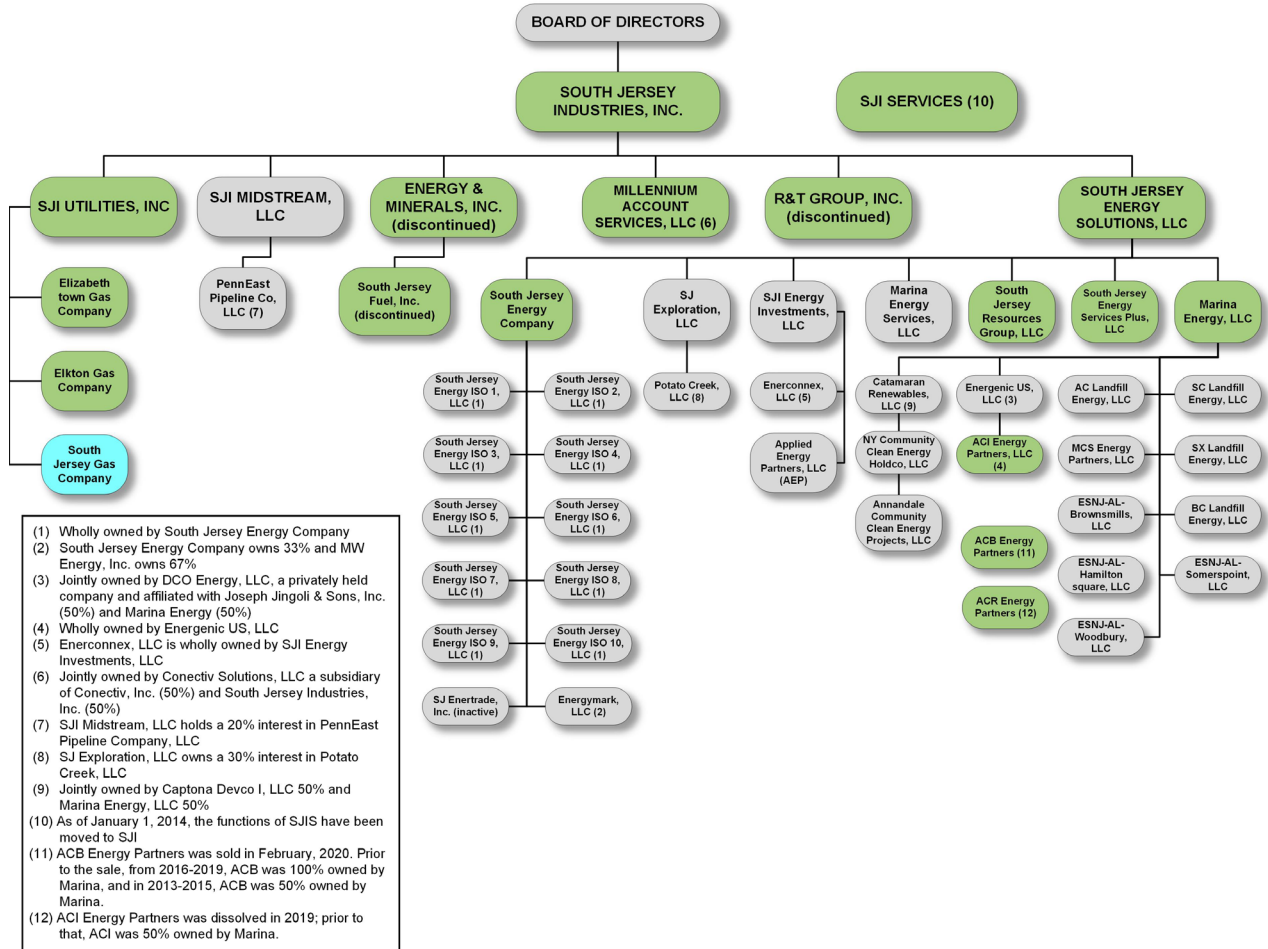 BOARD OF DIRECTORS
SOUTH JERSEY
INDUSTRIES, INC.
SJI SERVICES (10)
SJI UTILITIES, INC
SJI MIDSTREAM,
LLC
ENERGY &
MINERALS, INC.
(discontinued)
MILLENNIUM
ACCOUNT
SERVICES, LLC (6)
R&T GROUP, INC.
(discontinued)
SOUTH JERSEY
ENERGY
SOLUTIONS, LLC
Elizabeth
town Gas
Company
PennEast
Pipeline Co,
LLC (7)
South Jersey
Fuel, Inc.
(discontinued)
South Jersey
Energy
Company
SJ
Exploration,
LLC
SJI Energy
Investments,
LLC
Marina
Energy
Services,
LLC
South
Jersey
Resources
Group, LLC
South Jersey
Energy
Services Plus,
LLC
Marina
Energy, LLC
Elkton Gas
Company
South
Jersey Gas
Company
South Jersey
Energy ISO 1,
LLC (1)
South Jersey
Energy ISO 2,
LLC (1)
Potato Creek,
LLC (8)
Enerconnex,
LLC (5)
Catamaran
Renewables,
LLC (9)
Energenic US,
LLC (3)
AC Landfill
Energy, LLC
SC Landfill
Energy, LLC
South Jersey
Energy ISO 3,
LLC (1)
South Jersey
Energy ISO 4,
LLC (1)
Applied
Energy
Partners, LLC
(AEP)
NY Community
Clean Energy
Holdco, LLC
ACI Energy
Partners, LLC
(4)
MCS Energy
Partners, LLC
SX Landfill
Energy, LLC
South Jersey
Energy ISO 5,
LLC (1)
South Jersey
Energy ISO 6,
LLC (1)
Annandale
Community
Clean Energy
Projects, LLC
ESNJ-AL-
Brownsmills,
LLC
BC Landfill
Energy, LLC
South Jersey
Energy ISO 7,
LLC (1)
South Jersey
Energy ISO 8,
LLC (1)
ACB Energy
Partners (11)
ESNJ-AL-
Hamilton
square, LLC
ESNJ-AL-
Somerspoint,
LLC
ACR Energy
Partners (12)
South Jersey
Energy ISO 9,
LLC (1)
South Jersey
Energy ISO 10,
LLC (1)
ESNJ-AL-
Woodbury,
LLC
SJ Enertrade,
Inc. (inactive)
Energymark,
LLC (2)
(1) Wholly owned by South Jersey Energy Company
(2) South Jersey Energy Company owns 33% and MW
Energy, Inc. owns 67%
(3) Jointly owned by DCO Energy, LLC, a privately held
company and affiliated with Joseph Jingoli & Sons, Inc.
(50%) and Marina Energy (50%)
(4) Wholly owned by Energenic US, LLC
(5) Enerconnex, LLC is wholly owned by SJI Energy
Investments, LLC
(6) Jointly owned by Conectiv Solutions, LLC a subsidiary
of Conectiv, Inc. (50%) and South Jersey Industries,
Inc. (50%)
(7) SJI Midstream, LLC holds a 20% interest in PennEast
Pipeline Company, LLC
(8) SJ Exploration, LLC owns a 30% interest in Potato
Creek, LLC
(9) Jointly owned by Captona Devco I, LLC 50% and
Marina Energy, LLC 50%
(10) As of January 1, 2014, the functions of SJIS have been
moved to SJI
(11) ACB Energy Partners was sold in February, 2020. Prior
to the sale, from 2016-2019, ACB was 100% owned by
Marina, and in 2013-2015, ACB was 50% owned by
Marina.
(12) ACI Energy Partners was dissolved in 2019; prior to
that, ACI was 50% owned by Marina.